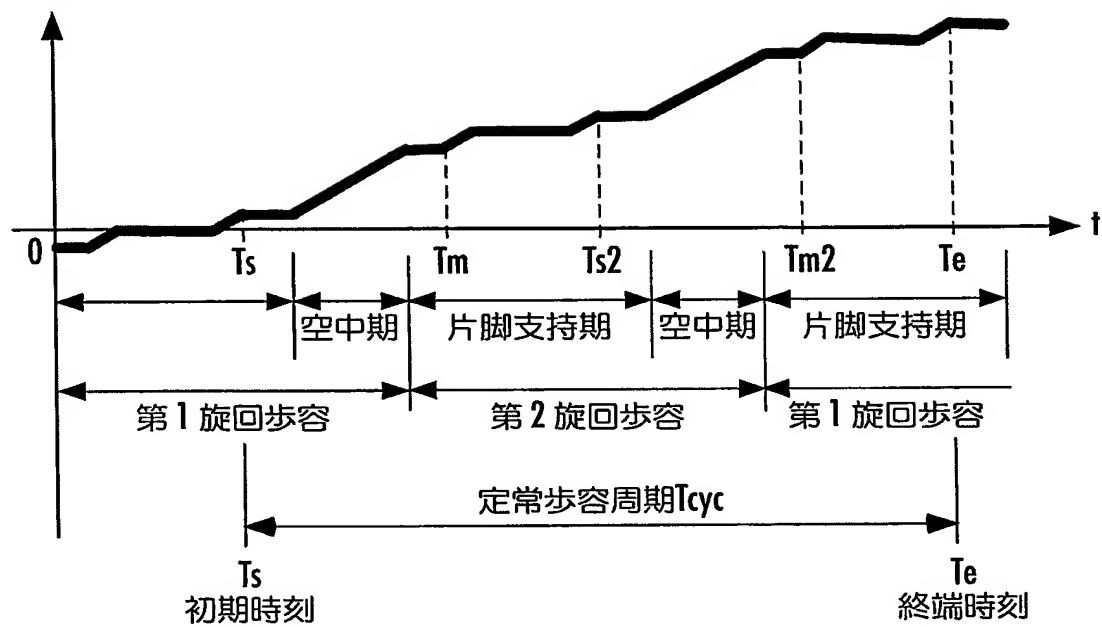 t
0
Ts
Tm
Ts2
Tm2
Te
空中期
片脚支持期
空中期
片脚支持期
第1旋回歩容
第2旋回歩容
第1旋回歩容
定常歩容周期Tcyc
Ts
初期時刻
Te
終端時刻